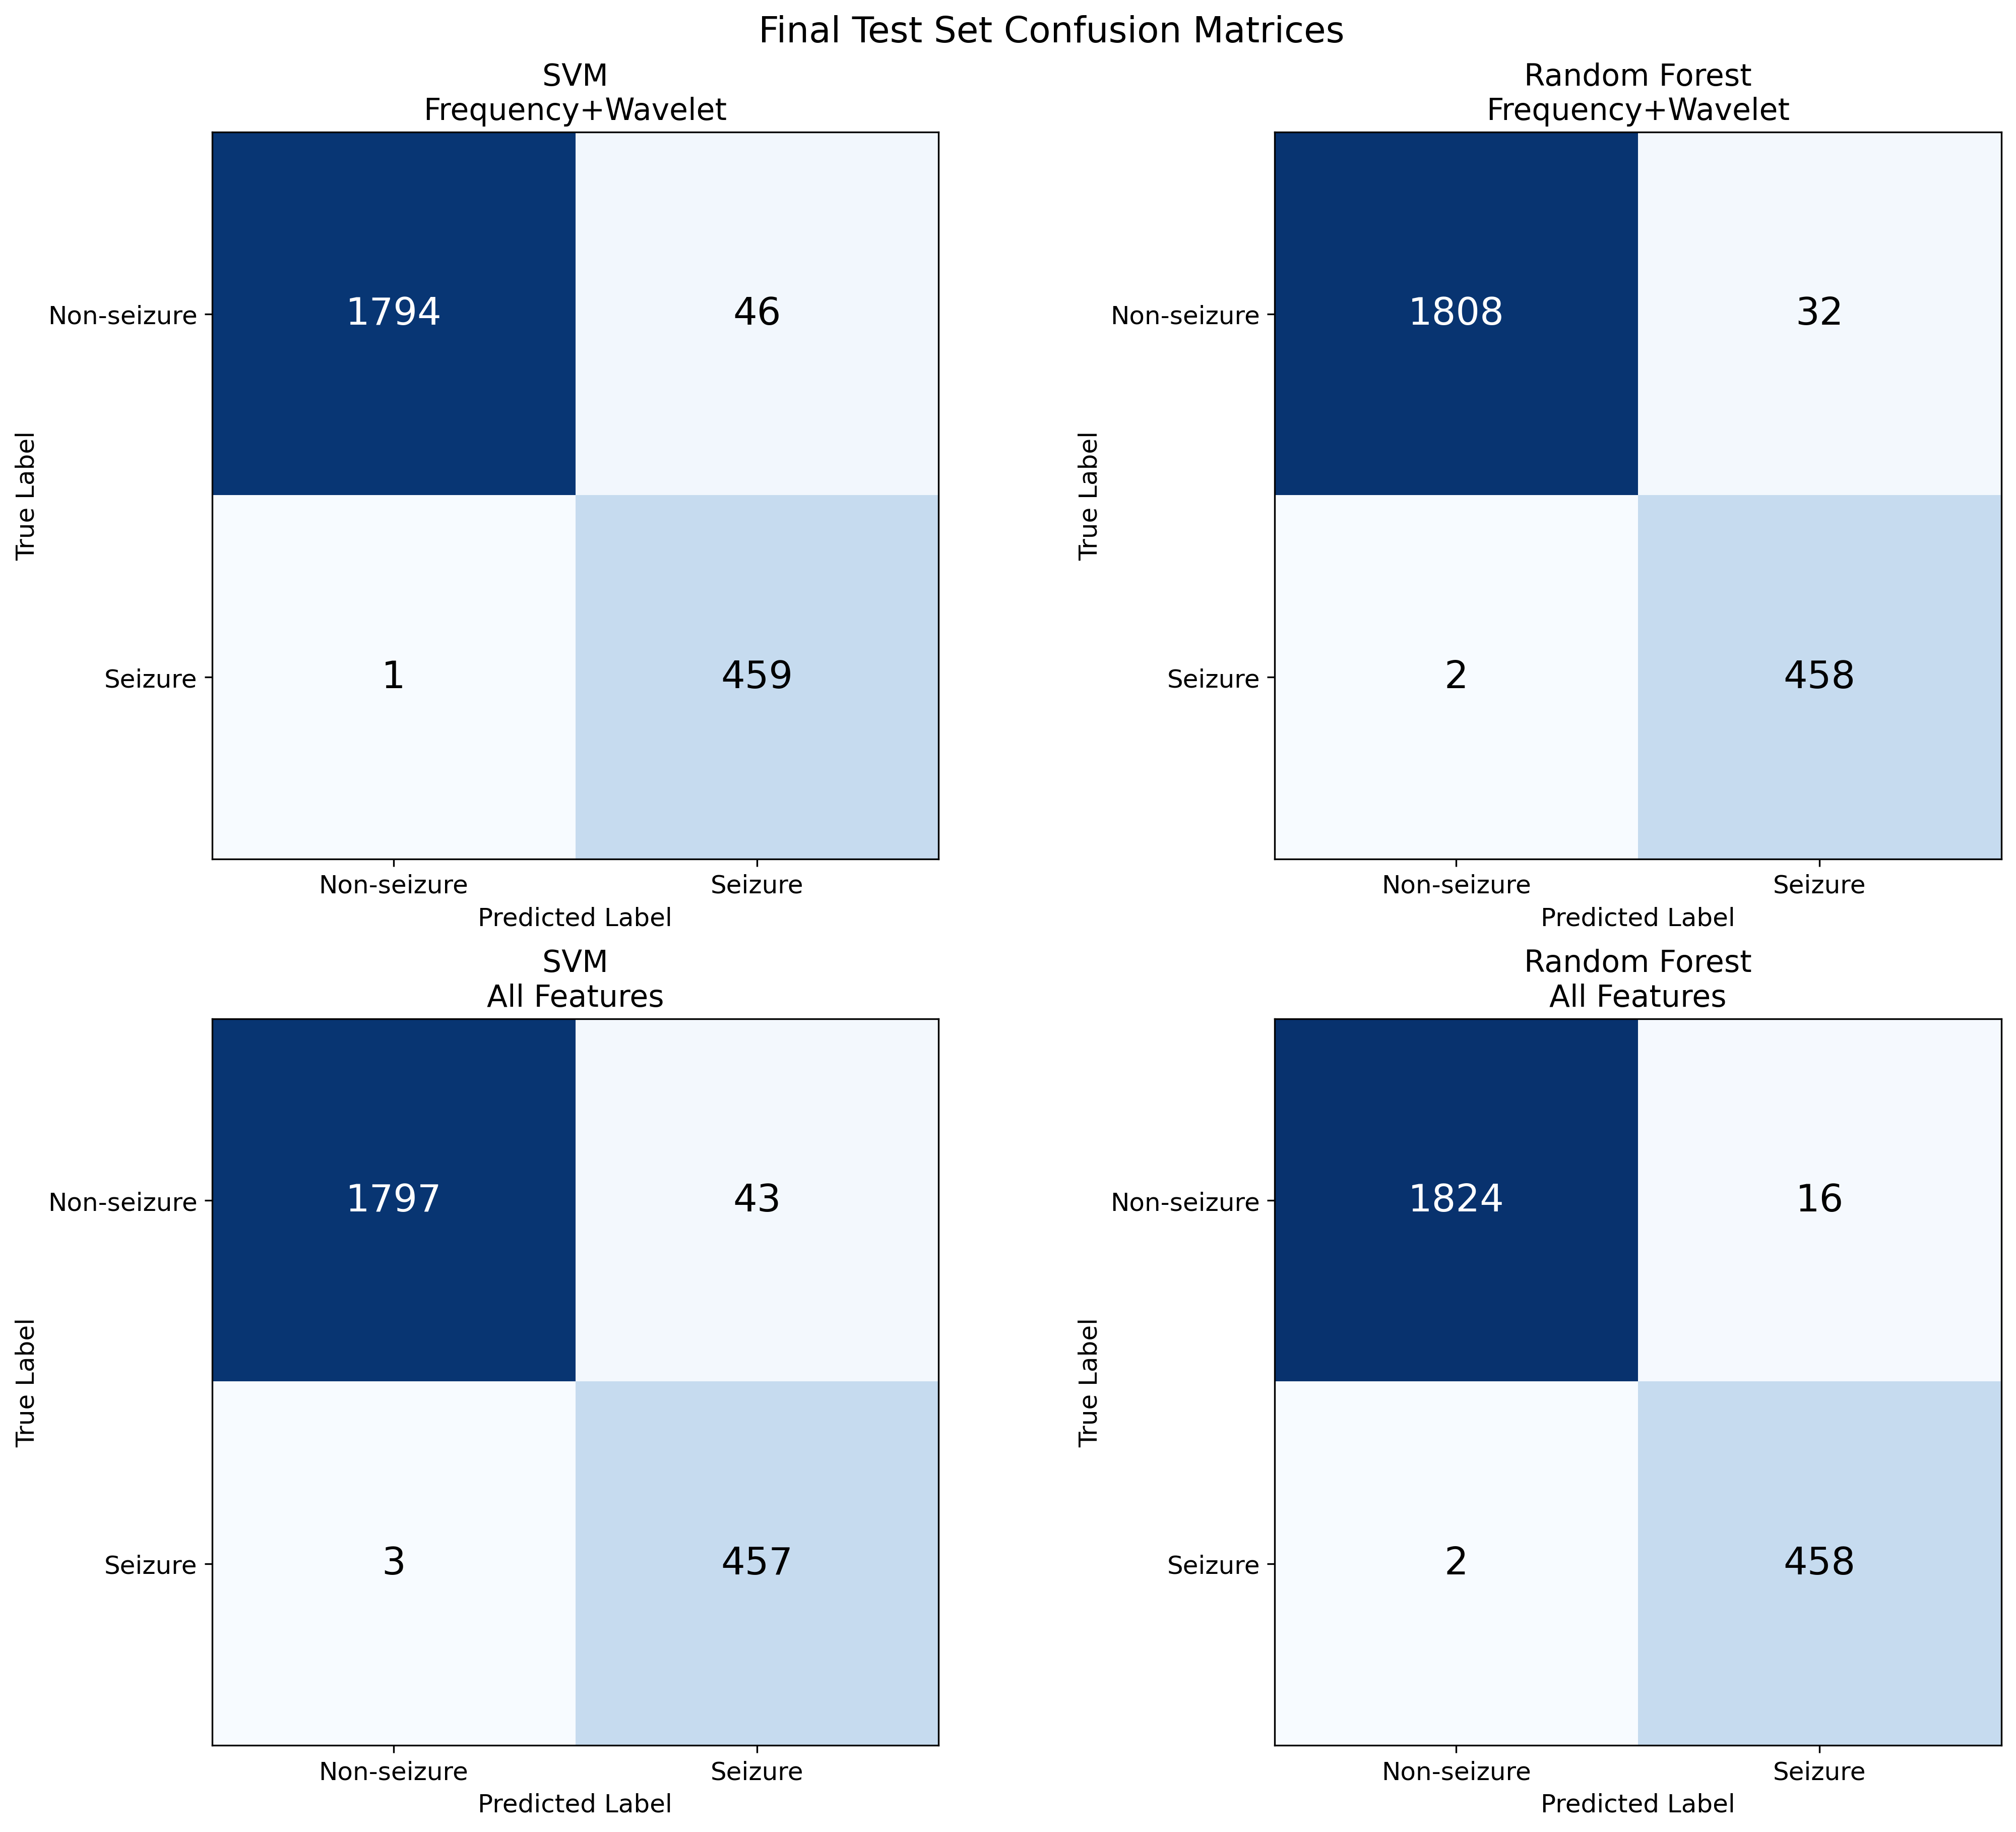 Final Test Set Confusion Matrices
SVM
Frequency+Wavelet
True Label
Non-seizure
1794
46
Seizure
1
459
Non-seizure
Seizure
Predicted Label
Random Forest
Frequency+Wavelet
True Label
Non-seizure
1808
32
Seizure
2
458
Non-seizure
Seizure
Predicted Label
SVM
All Features
True Label
Non-seizure
1797
43
Seizure
3
457
Non-seizure
Seizure
Predicted Label
Random Forest
All Features
True Label
Non-seizure
1824
16
Seizure
2
458
Non-seizure
Seizure
Predicted Label